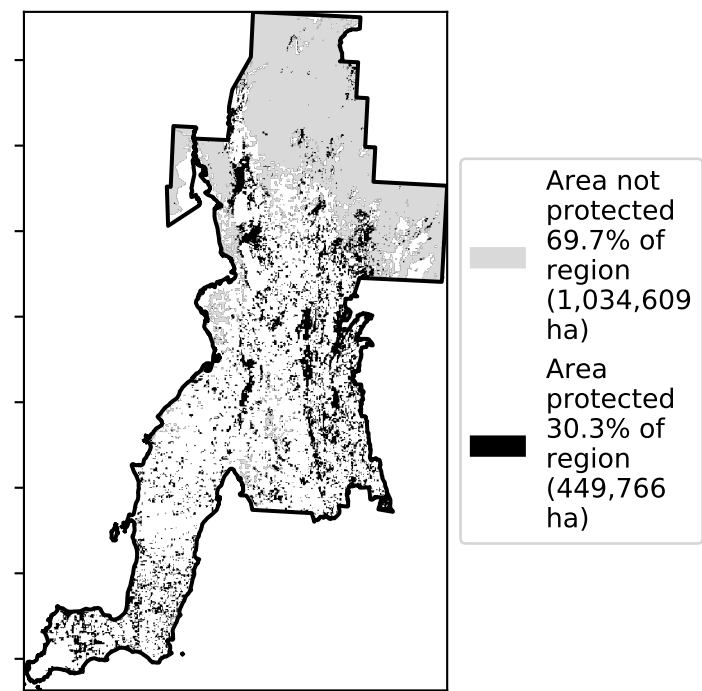 Area not
protected
69.7% of
region
(1,034,609
ha)
Area
protected
30.3% of
region
(449,766
ha)